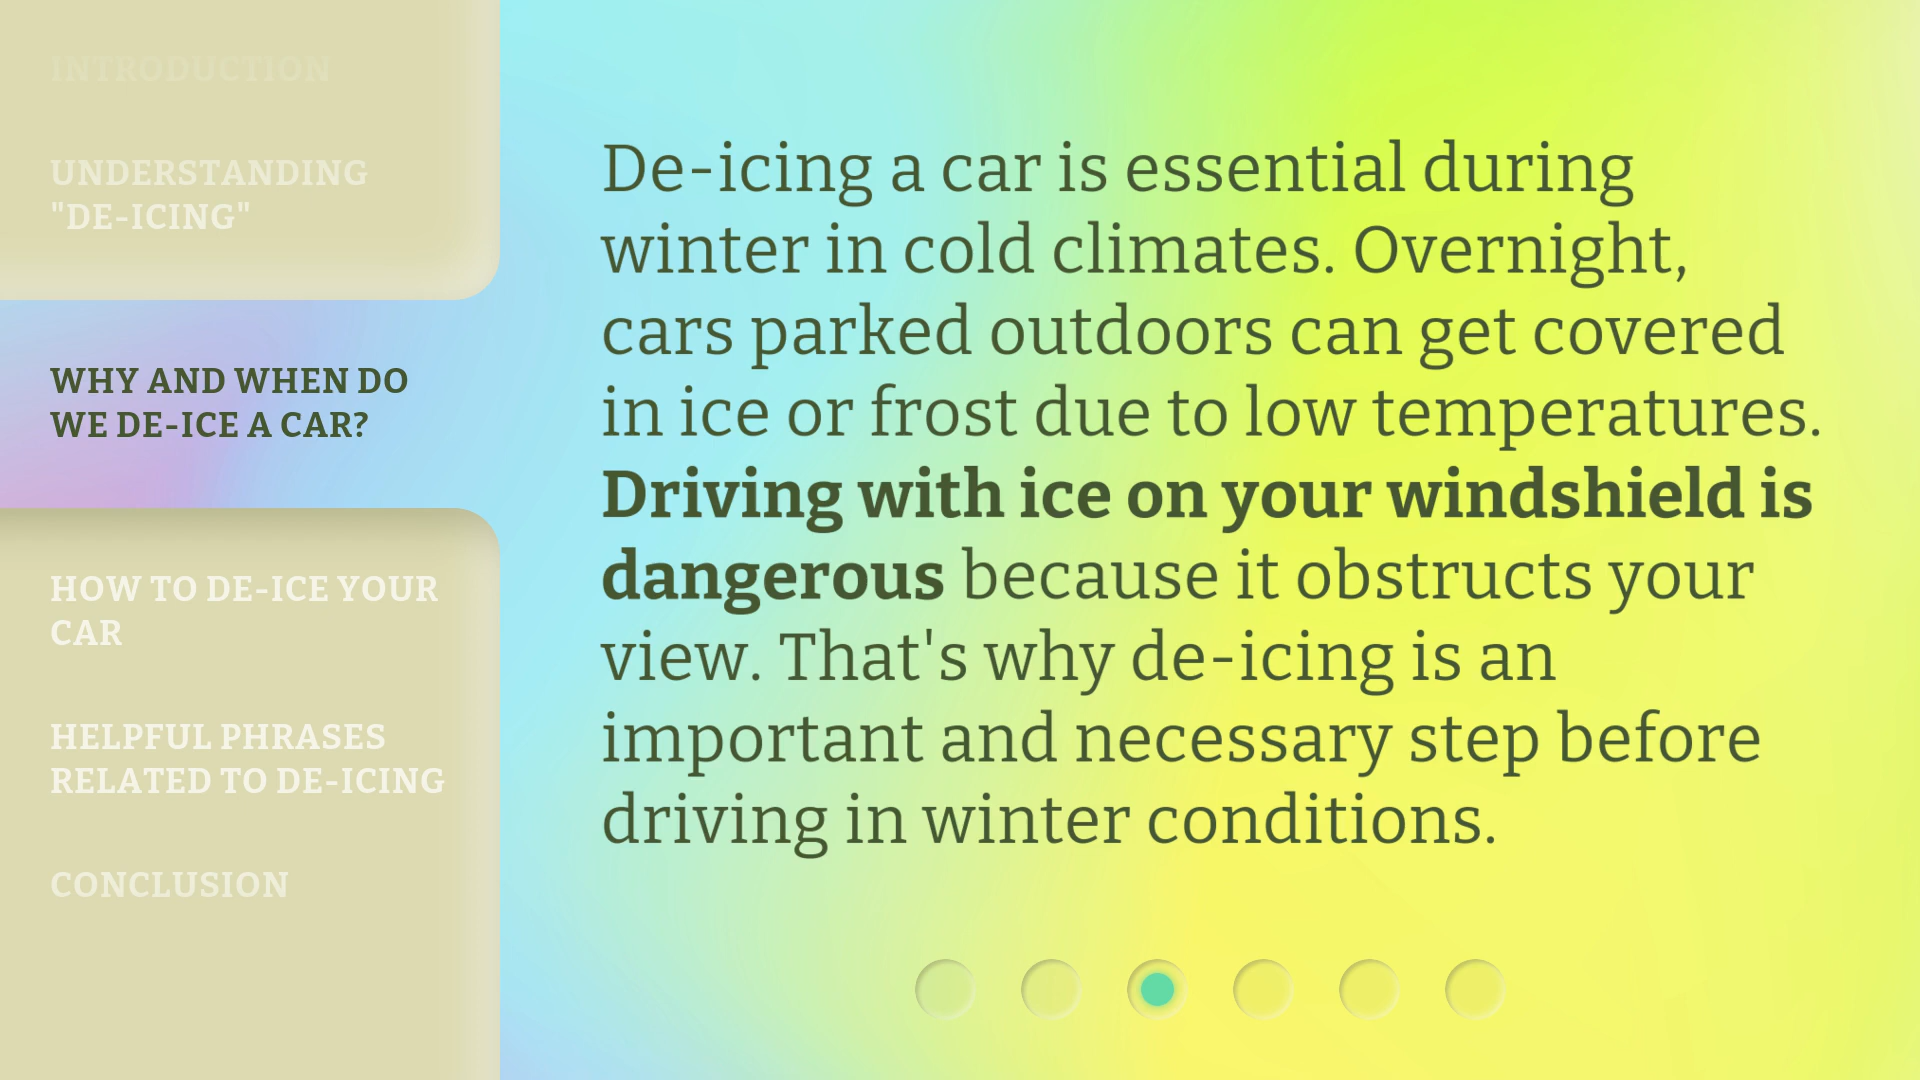 INTRODUCTION
UNDERSTANDING
"DE-ICING"
WHY AND WHEN DO
WE DE-ICE A CAR?
HOW TO DE-ICE YOUR
CAR
HELPFUL PHRASES
RELATED TO DE-ICING
CONCLUSION
De-icing a car is essential during
winter in cold climates. Overnight,
cars parked outdoors can get covered
in ice or frost due to low temperatures.
Driving with ice on your windshield is
dangerous because it obstructs your
view. That's why de-icing is an
important and necessary step before
driving in winter conditions.